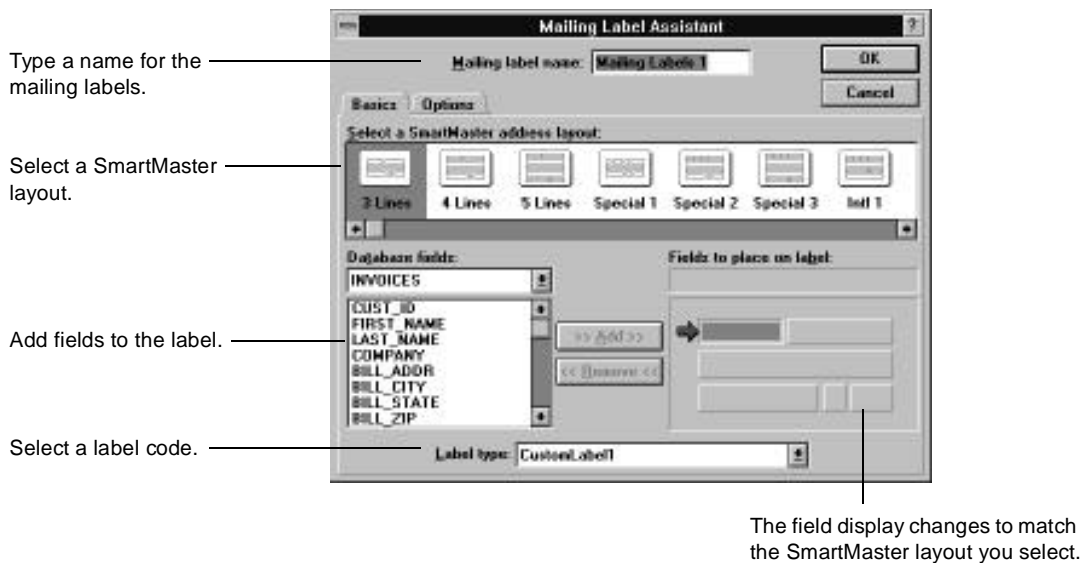 Mailing Label Assistant
?
Type a name for the
mailing labels.
Mailing label name: Mailing Labels 1
OK
Cancel
Basics
Options
Select a SmartMaster address layout:
Select a SmartMaster
layout.
3 Lines
4 Lines
5 Lines
Special 1
Special 2
Special 3
Intl 1
Database fields:
Fields to place on label:
INVOICES
CUST_ID
FIRST_NAME
LAST_NAME
COMPANY
BILL_ADDR
BILL_CITY
BILL_STATE
BILL_ZIP
Add fields to the label.
>> Add >>
<< Remove <<
Select a label code.
Label type: CustomLabel1
The field display changes to match
the SmartMaster layout you select.